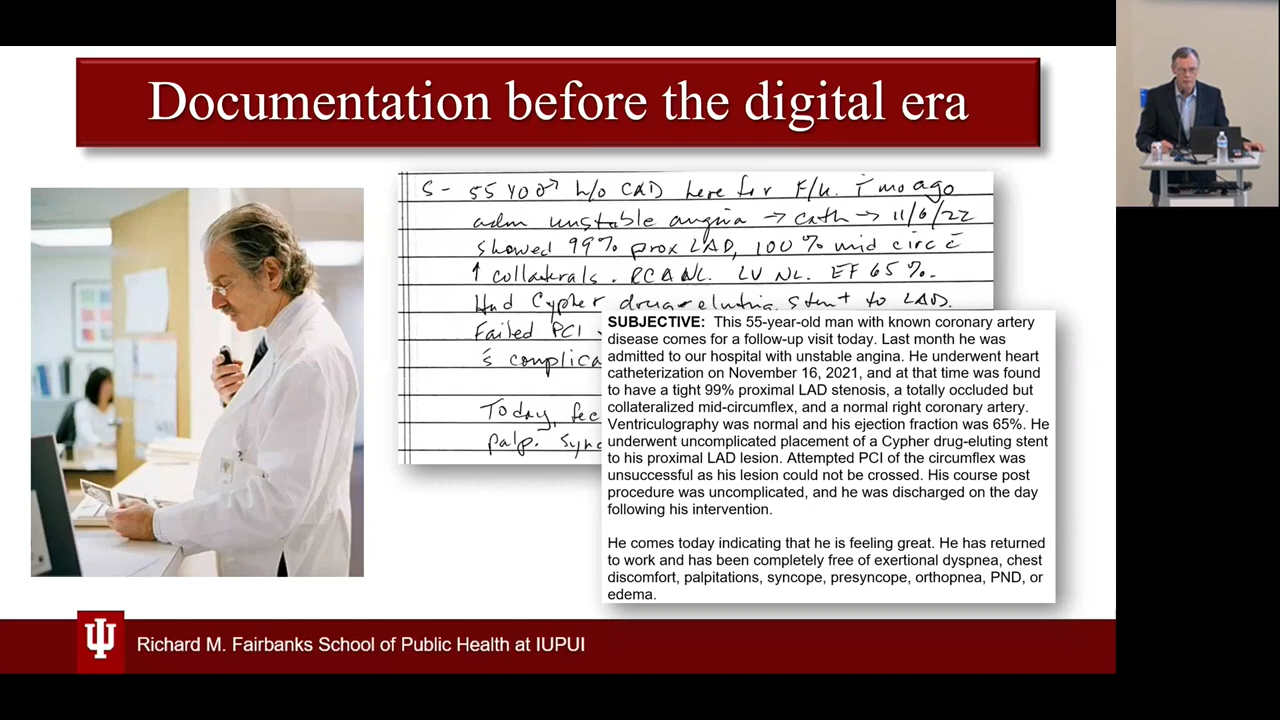 Documentation before the digital era
S- 55 YO ♂ h/o CAD here for F/u. 1 mo ago
adm unstable angina → cath → 11/6/22
showed 99% prox LAD, 100% mid circ c̄
↑ collaterals. RCA NL. LV NL. EF 65%.
Had Cypher drug-eluting stent to LAD.
Failed PCI
s̄ complica
Today, fee
palp. Sync
SUBJECTIVE: This 55-year-old man with known coronary artery
disease comes for a follow-up visit today. Last month he was
admitted to our hospital with unstable angina. He underwent heart
catheterization on November 16, 2021, and at that time was found
to have a tight 99% proximal LAD stenosis, a totally occluded but
collateralized mid-circumflex, and a normal right coronary artery.
Ventriculography was normal and his ejection fraction was 65%. He
underwent uncomplicated placement of a Cypher drug-eluting stent
to his proximal LAD lesion. Attempted PCI of the circumflex was
unsuccessful as his lesion could not be crossed. His course post
procedure was uncomplicated, and he was discharged on the day
following his intervention.
He comes today indicating that he is feeling great. He has returned
to work and has been completely free of exertional dyspnea, chest
discomfort, palpitations, syncope, presyncope, orthopnea, PND, or
edema.
Richard M. Fairbanks School of Public Health at IUPUI